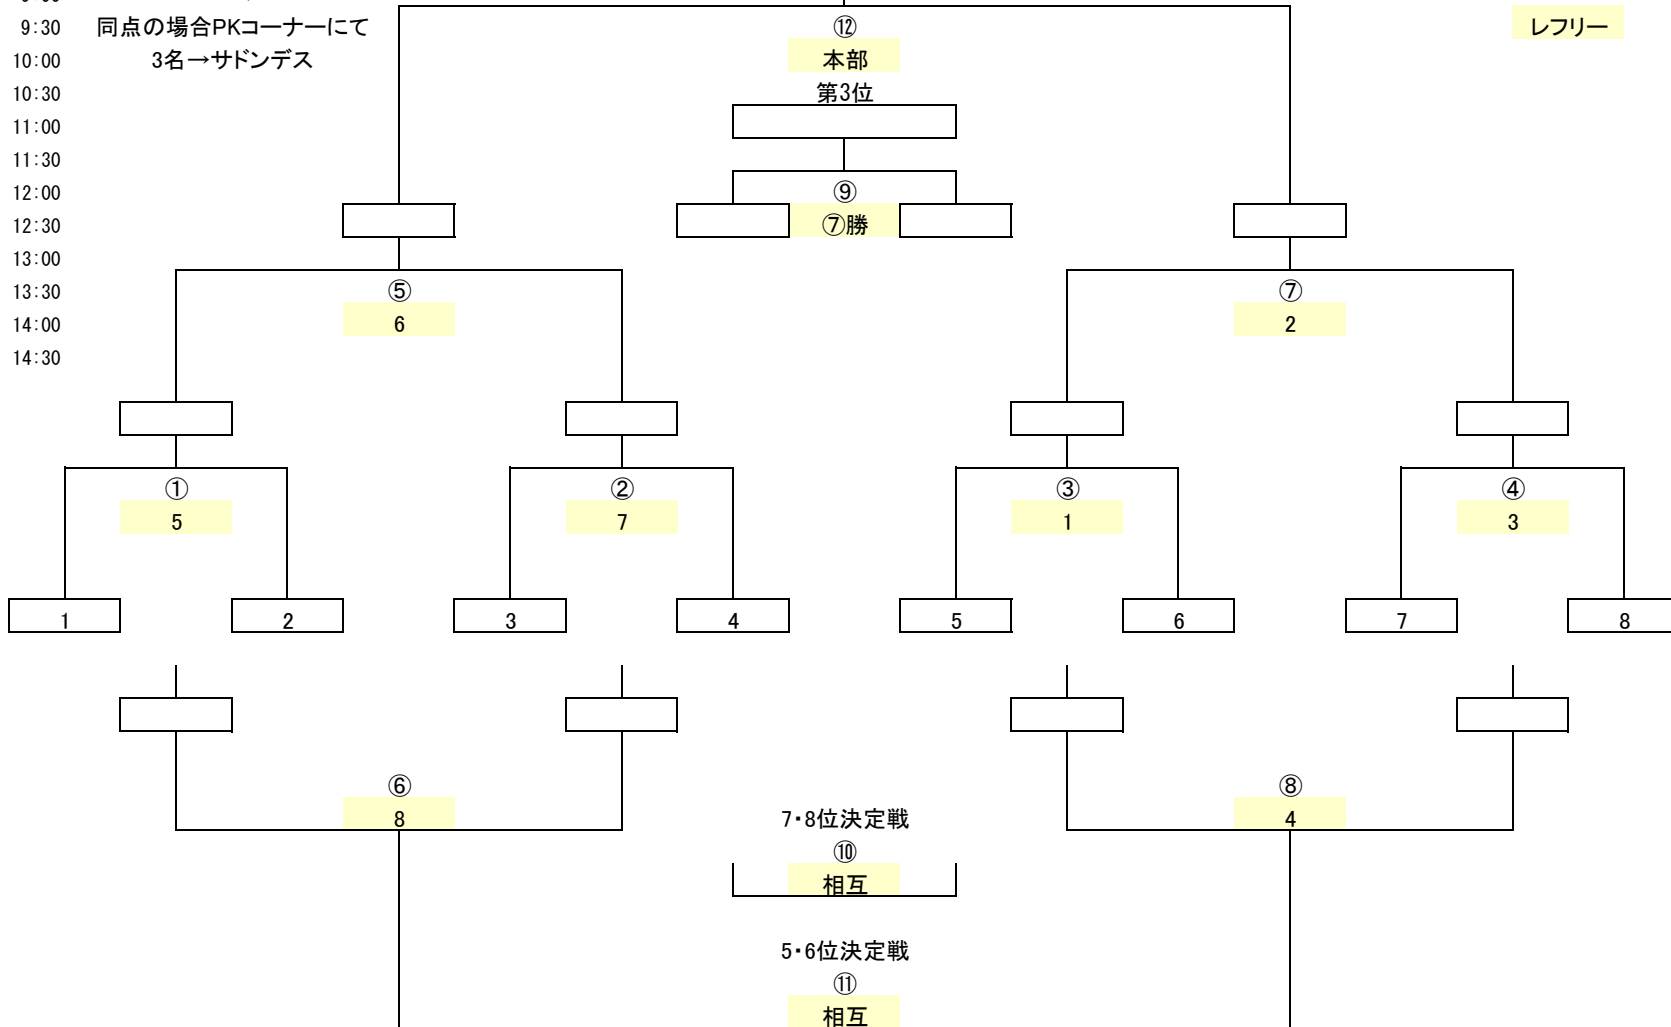 9:30 同点の場合PKコーナーにて ⑫ レフリー
10:00 3名→サドンデス 本部
10:30 第3位
11:00
11:30
12:00 ⑨
12:30 ⑦勝
13:00
13:30 ⑤ ⑦
14:00 6 2
14:30
① ② ③ ④
5 7 1 3
1 2 3 4 5 6 7 8
⑥ ⑧
8 7・8位決定戦 4
⑩
相互
5・6位決定戦
⑪
相互